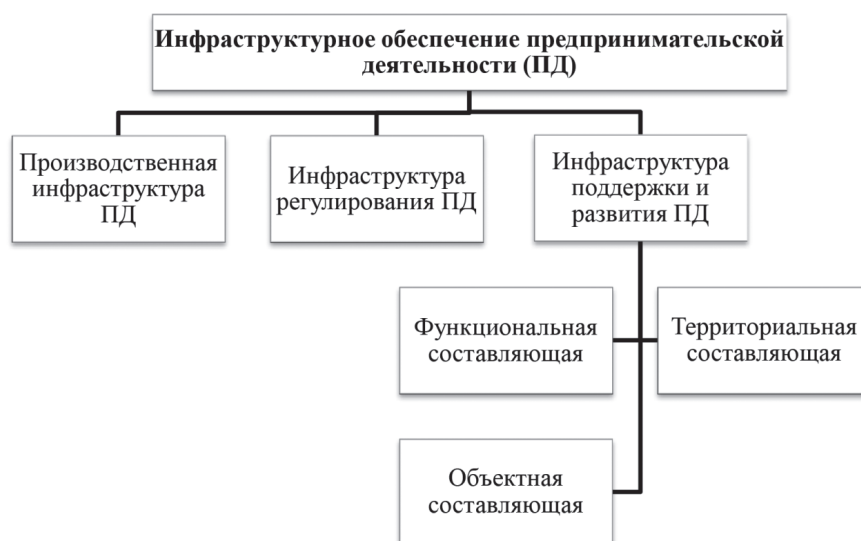 Инфраструктурное обеспечение предпринимательской
деятельности (ПД)
Производственная
инфраструктура
ПД
Инфраструктура
регулирования ПД
Инфраструктура
поддержки и
развития ПД
Функциональная
составляющая
Территориальная
составляющая
Объектная
составляющая